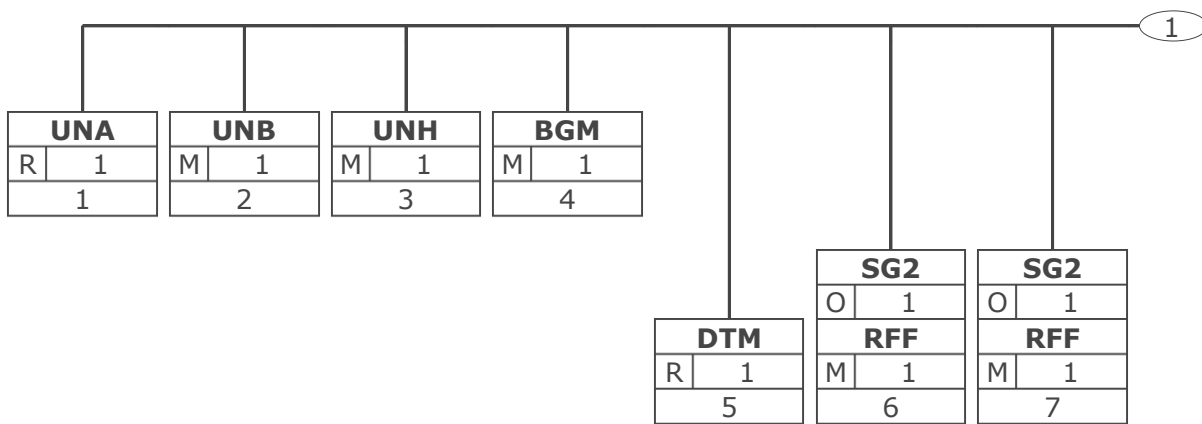 1
UNA UNB UNH BGM
R 1 M 1 M 1 M 1
1 2 3 4
SG2 SG2
O 1 O 1
DTM RFF RFF
R 1 M 1 M 1
5 6 7